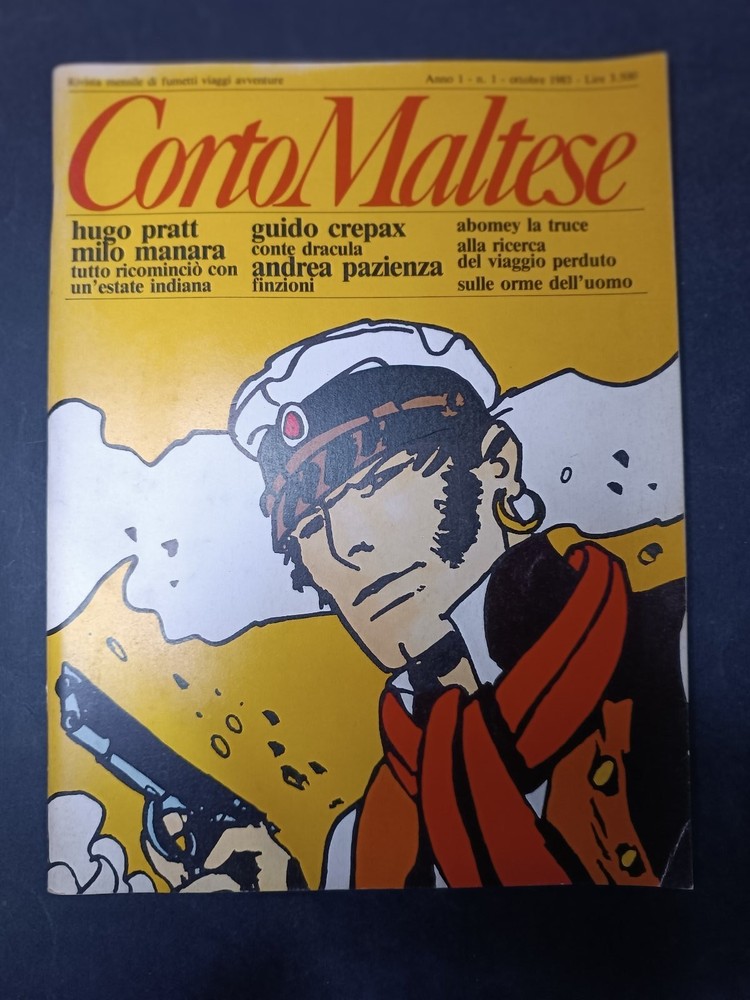 Rivista mensile di fumetti viaggi avventure
Anno 1 - n. 1 - ottobre 1983 - Lire 3.500
CortoMaltese
hugo pratt
milo manara
tutto ricominciò con
un'estate indiana
guido crepax
conte dracula
andrea pazienza
finzioni
abomey la truce
alla ricerca
del viaggio perduto
sulle orme dell'uomo